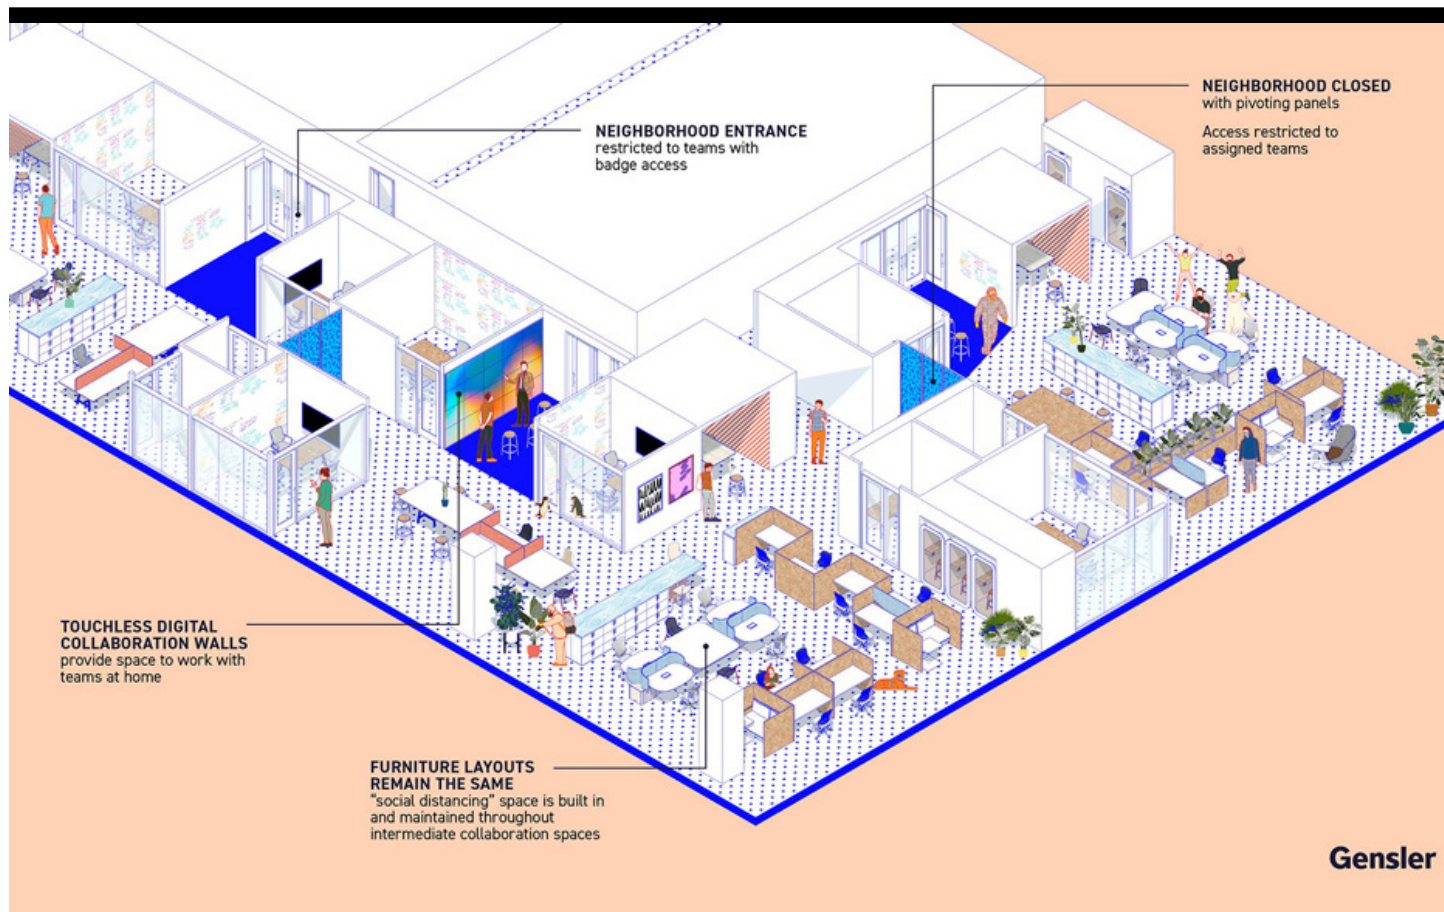 NEIGHBORHOOD CLOSED
with pivoting panels
Access restricted to
assigned teams
NEIGHBORHOOD ENTRANCE
restricted to teams with
badge access
TOUCHLESS DIGITAL
COLLABORATION WALLS
provide space to work with
teams at home
FURNITURE LAYOUTS
REMAIN THE SAME
"social distancing" space is built in
and maintained throughout
intermediate collaboration spaces
Gensler